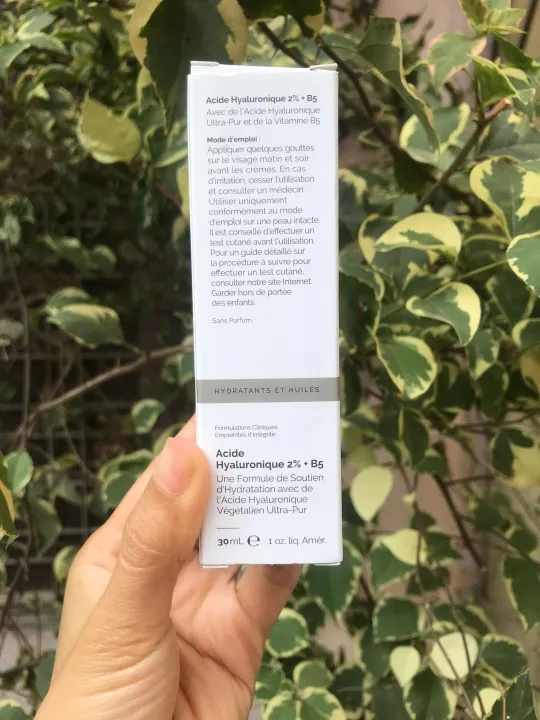 Acide Hyaluronique 2% + B5
Avec de l'Acide Hyaluronique
Ultra-Pur et de la Vitamine B5
Mode d'emploi :
Appliquer quelques gouttes
sur le visage matin et soir
avant les crèmes. En cas
d'irritation, cesser l'utilisation
et consulter un médecin.
Utiliser uniquement
conformément au mode
d'emploi sur une peau intacte.
Il est conseillé d'effectuer un
test cutané avant l'utilisation.
Pour un guide détaillé sur
la procédure à suivre pour
effectuer un test cutané,
consulter notre site Internet.
Garder hors de portée
des enfants.
Sans Parfum.
HYDRATANTS ET HUILES
Formulations Cliniques
Empreintes d'Intégrité
Acide
Hyaluronique 2% + B5
Une Formule de Soutien
d'Hydratation avec de
l'Acide Hyaluronique
Végétalien Ultra-Pur
30 mL ℮ 1 oz. liq. Amér.